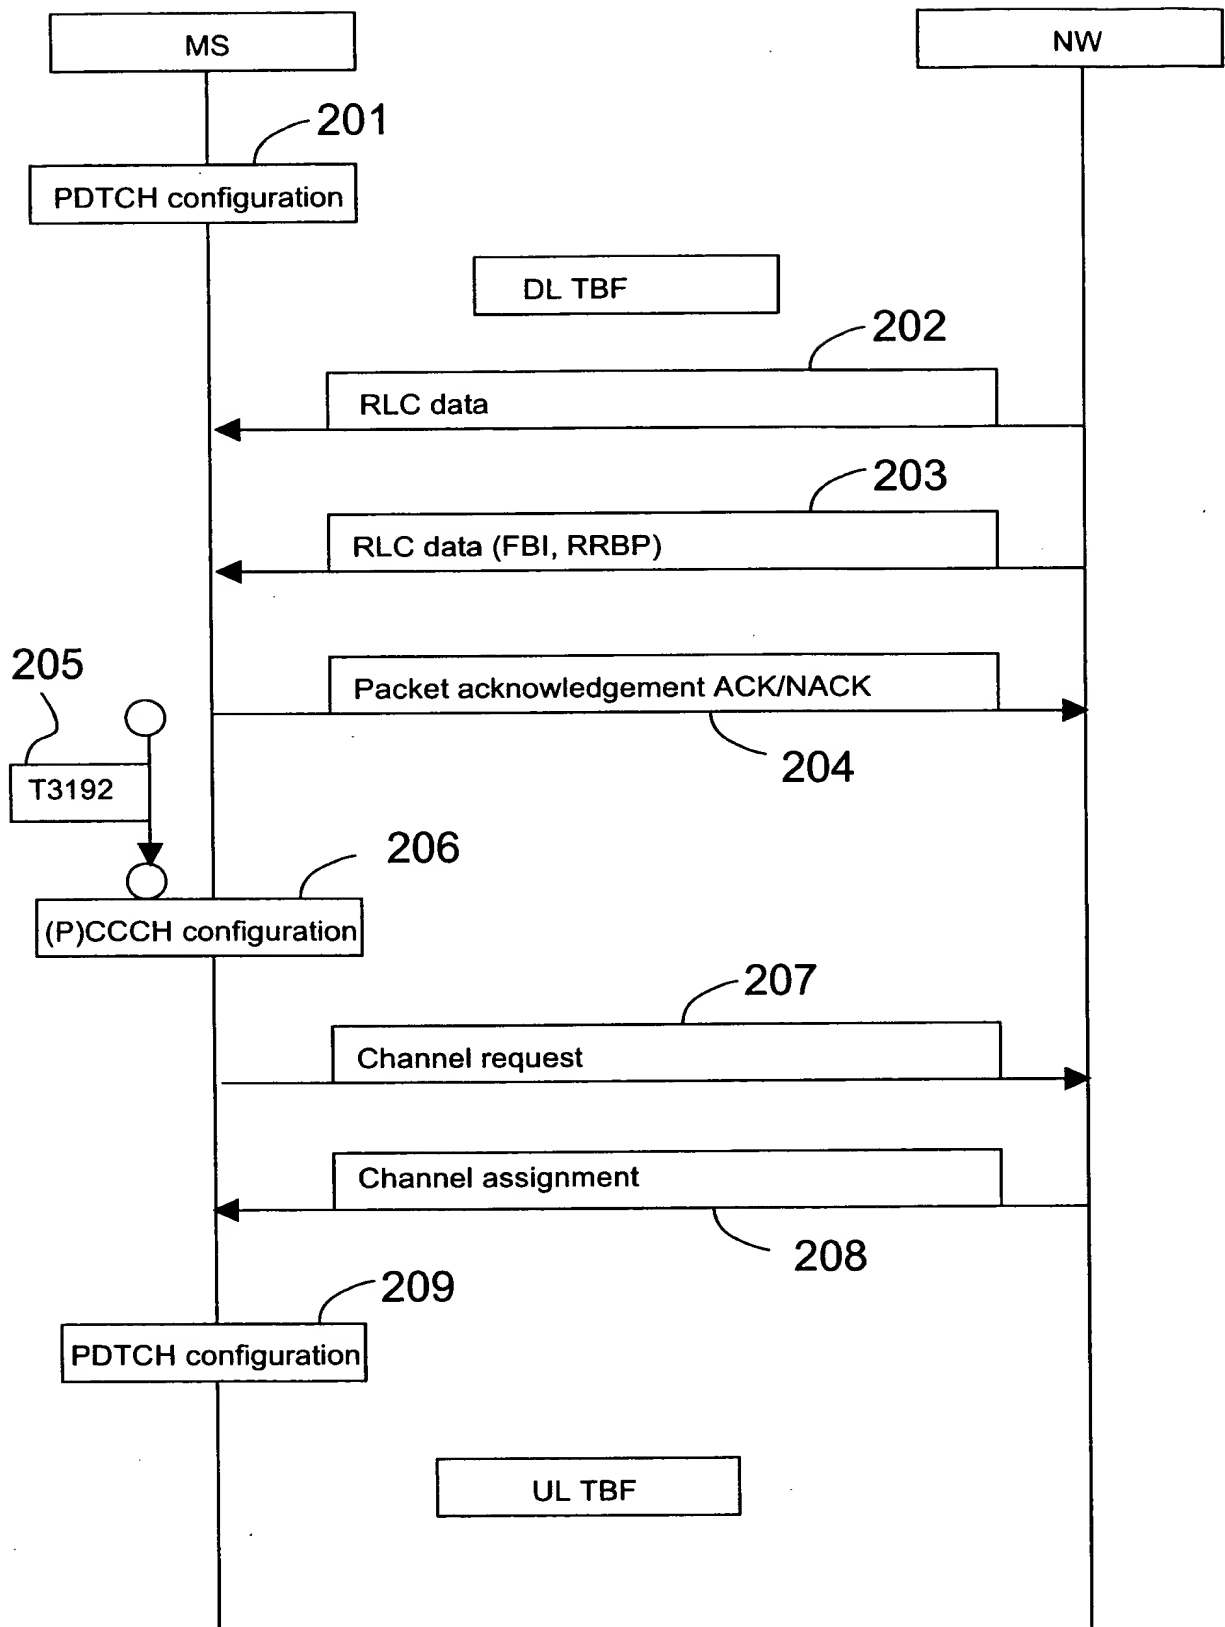 MS
NW
201
PDTCH configuration
DL TBF
202
RLC data
203
RLC data (FBI, RRBP)
205
Packet acknowledgement ACK/NACK
204
T3192
206
(P)CCCH configuration
207
Channel request
Channel assignment
208
209
PDTCH configuration
UL TBF